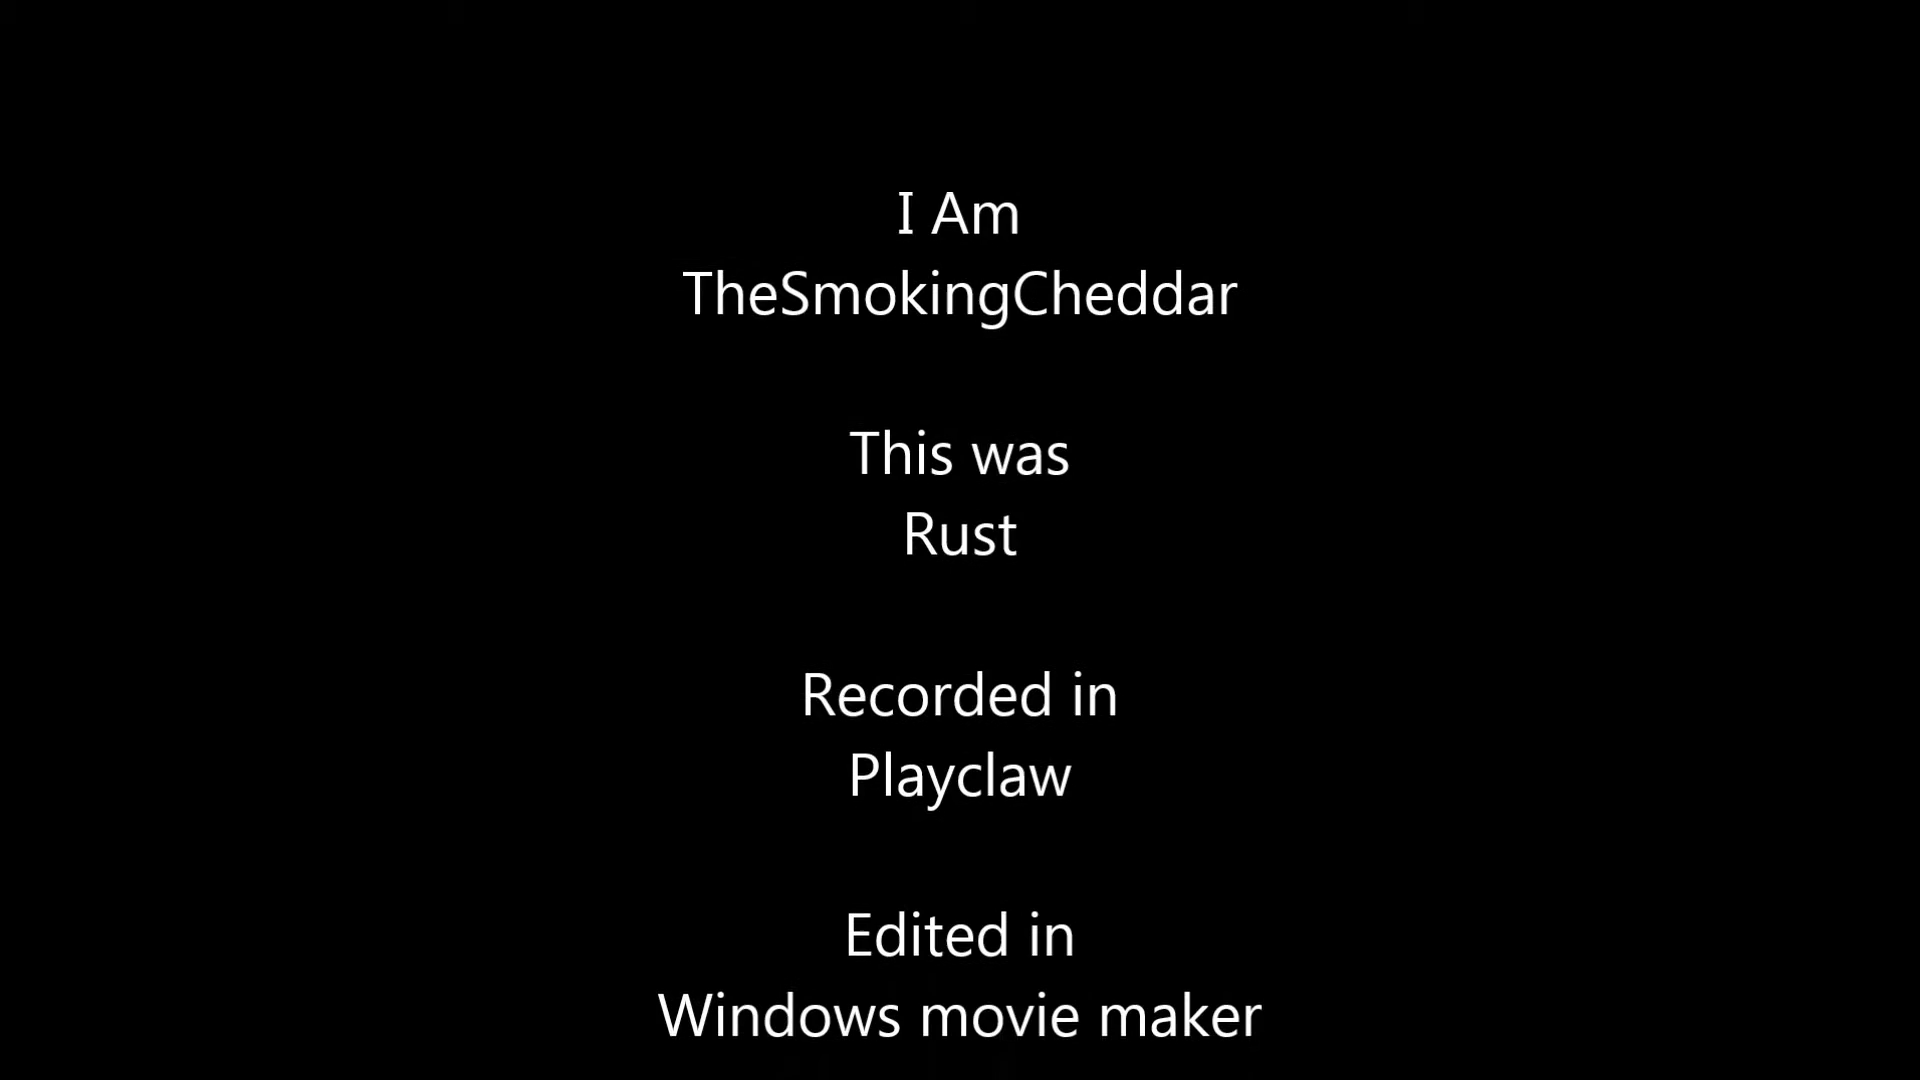 I Am
TheSmokingCheddar
This was
Rust
Recorded in
Playclaw
Edited in
Windows movie maker